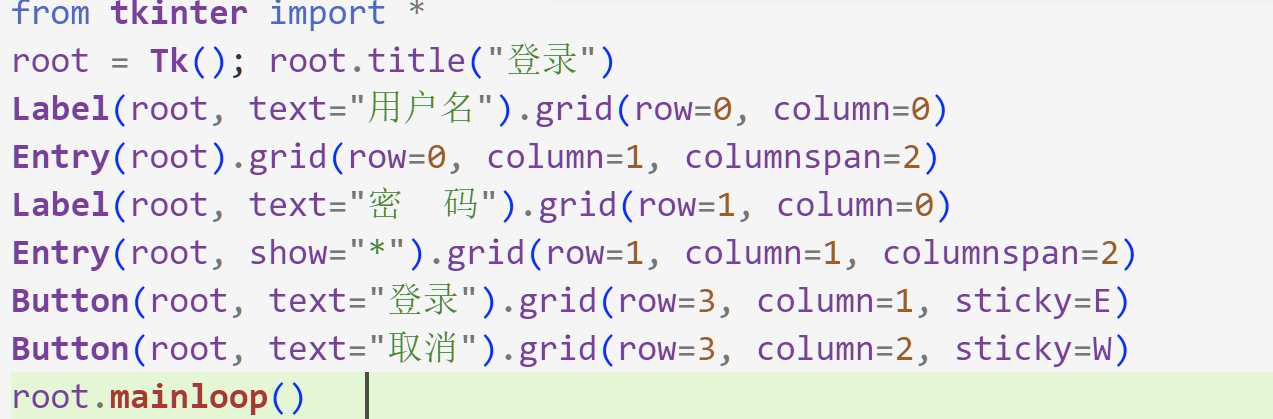 from tkinter import *
root = Tk(); root.title("登录")
Label(root, text="用户名").grid(row=0, column=0)
Entry(root).grid(row=0, column=1, columnspan=2)
Label(root, text="密  码").grid(row=1, column=0)
Entry(root, show="*").grid(row=1, column=1, columnspan=2)
Button(root, text="登录").grid(row=3, column=1, sticky=E)
Button(root, text="取消").grid(row=3, column=2, sticky=W)
root.mainloop()